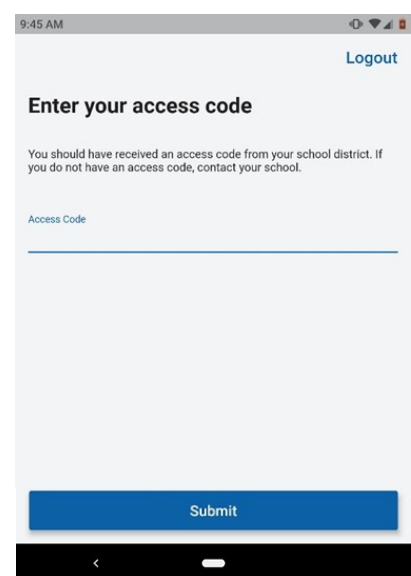 9:45 AM
Logout
Enter your access code
You should have received an access code from your school district. If
you do not have an access code, contact your school.
Access Code
Submit